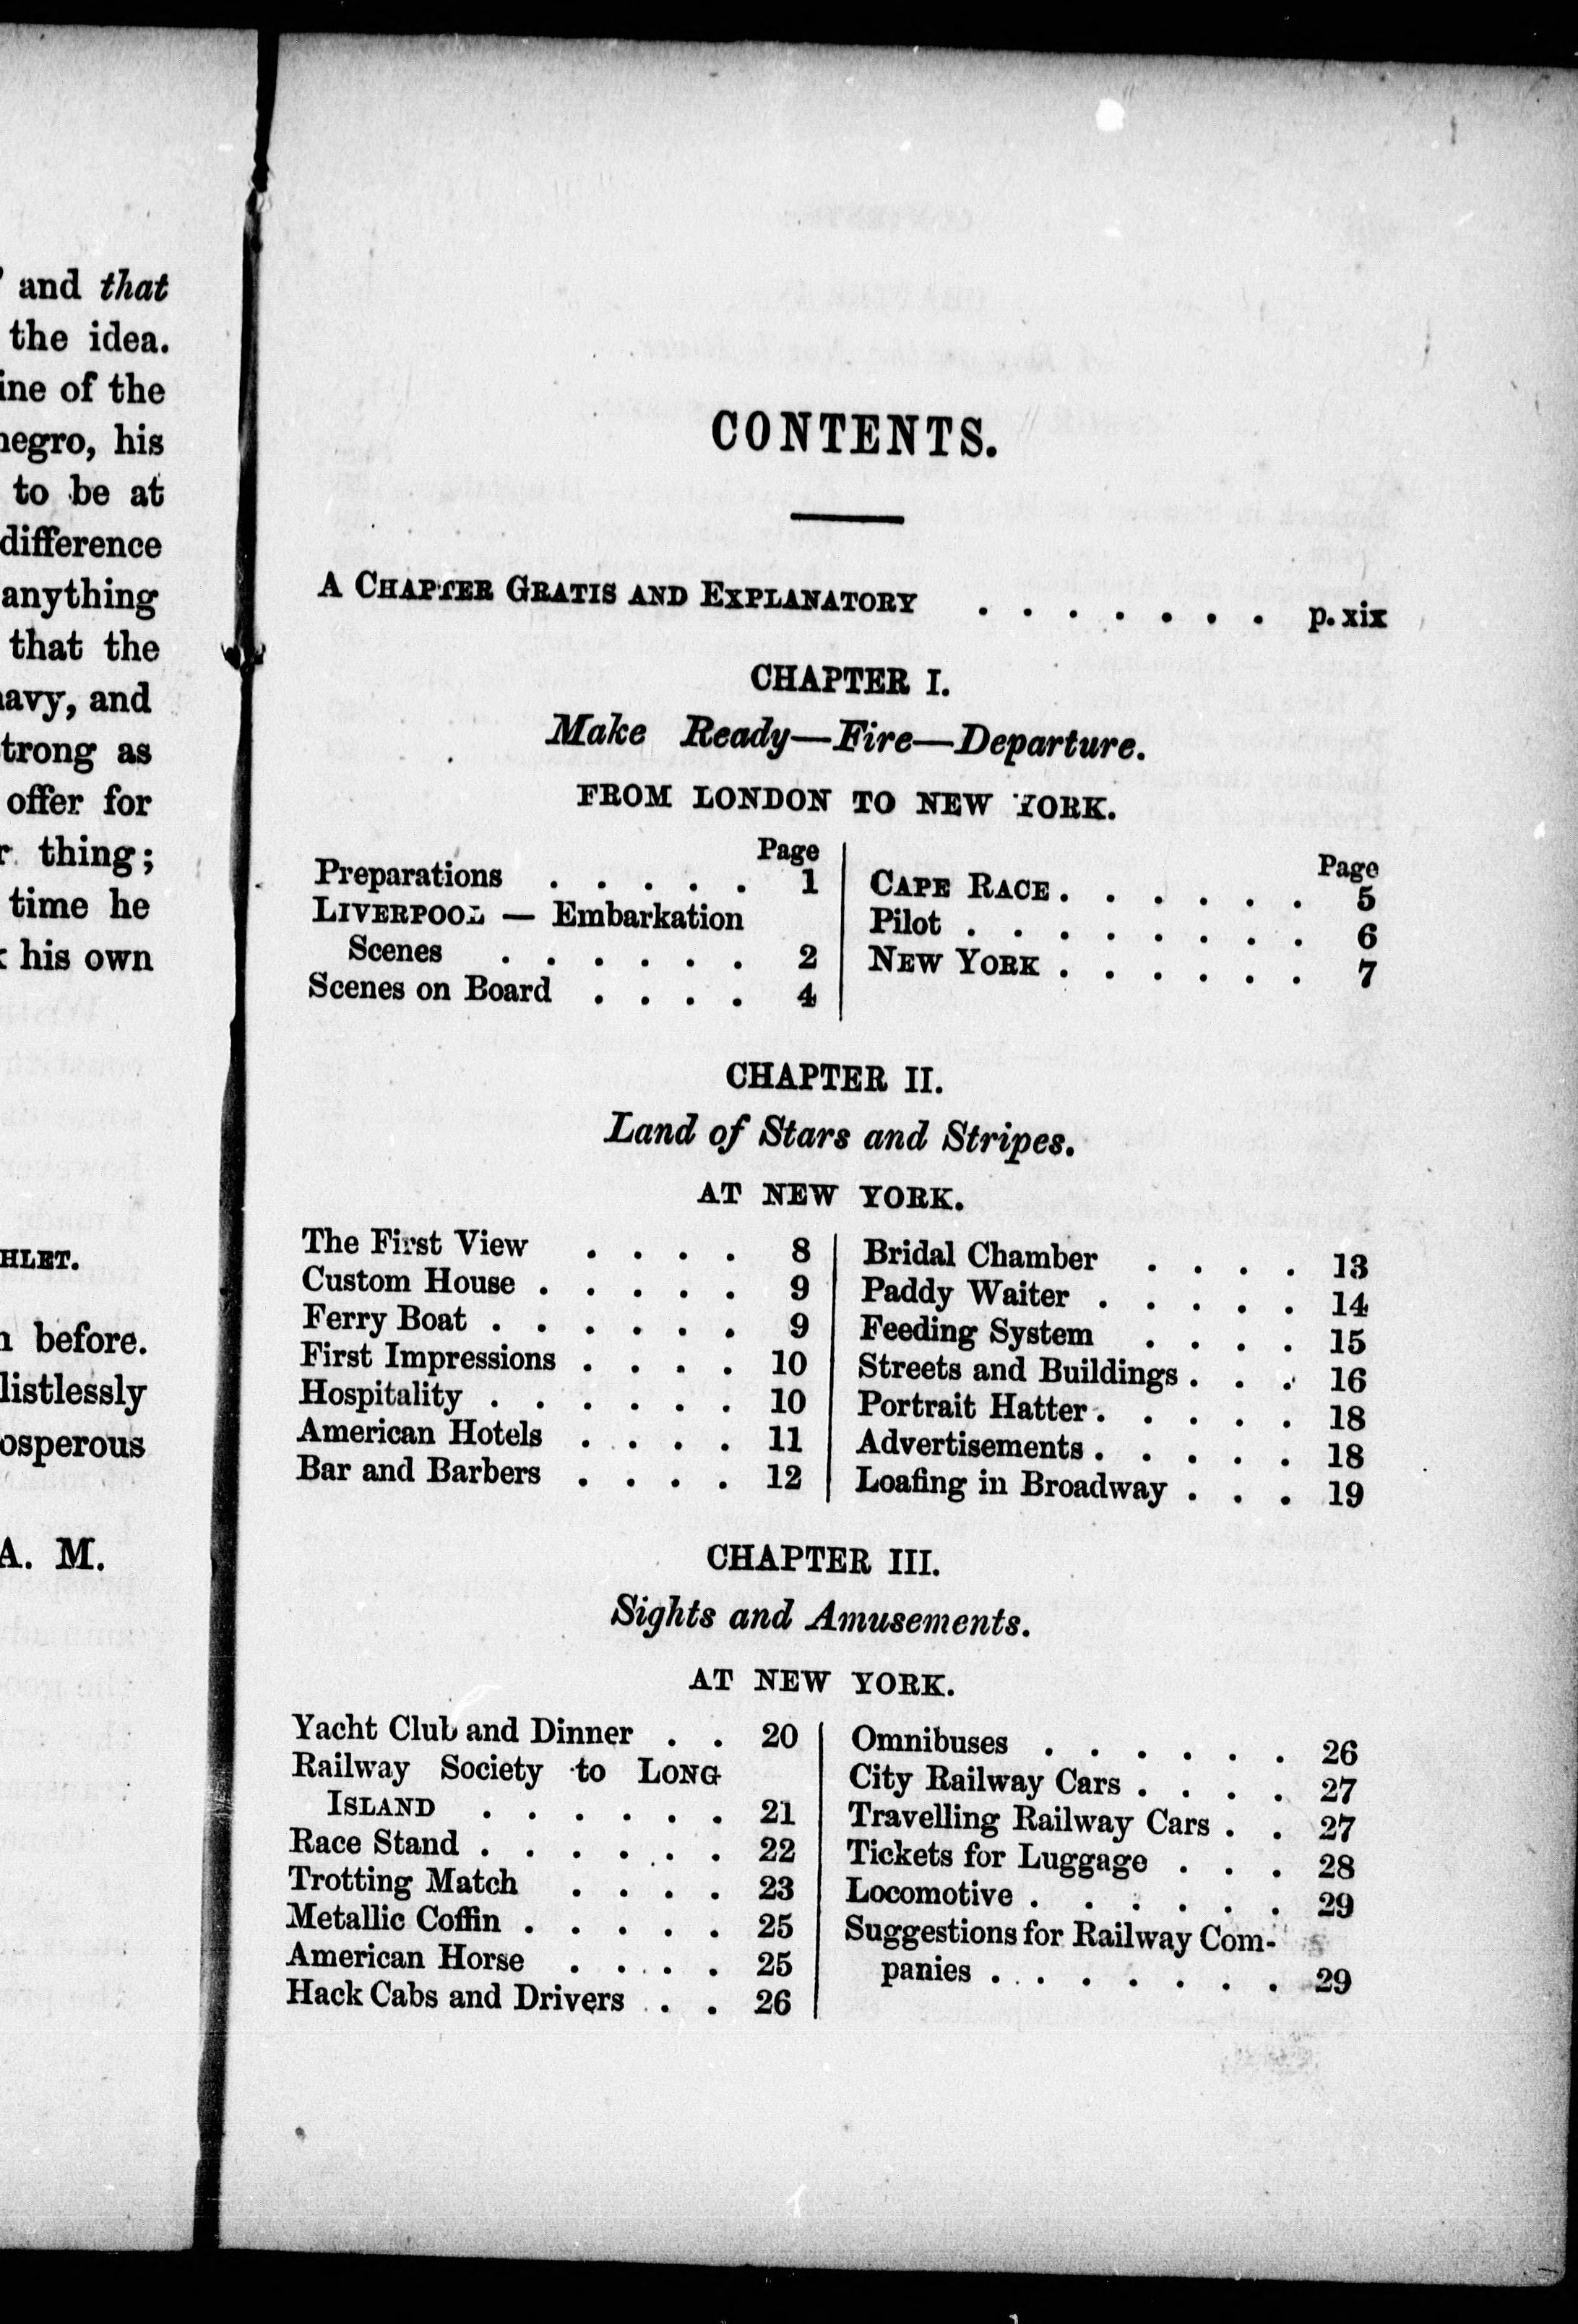 and that
the idea.
of the
negro, his
to be at
difference
anything
that the
and
as
offer for
thing;
time he
his own
before.
listlessly
A. M.
CONTENTS.
A CHAPTER GRATIS AND EXPLANATORY . . . . . . . p. xix
CHAPTER I.
Make Ready—Fire—Departure.
FROM LONDON TO NEW YORK.
Page
Preparations . . . . . 1
LIVERPOOL — Embarkation
Scenes . . . . . . 2
Scenes on Board . . . . 4
Page
CAPE RACE . . . . . . 5
Pilot . . . . . . . . 6
NEW YORK . . . . . . 7
CHAPTER II.
Land of Stars and Stripes.
AT NEW YORK.
The First View . . . . 8
Custom House . . . . . 9
Ferry Boat . . . . . . 9
First Impressions . . . . 10
Hospitality . . . . . . 10
American Hotels . . . . 11
Bar and Barbers . . . . 12
Bridal Chamber . . . . 13
Paddy Waiter . . . . . 14
Feeding System . . . . 15
Streets and Buildings . . . 16
Portrait Hatter . . . . . 18
Advertisements . . . . . 18
Loafing in Broadway . . . 19
CHAPTER III.
Sights and Amusements.
AT NEW YORK.
Yacht Club and Dinner . . 20
Railway Society to LONG
ISLAND . . . . . . 21
Race Stand . . . . . . 22
Trotting Match . . . . 23
Metallic Coffin . . . . . 25
American Horse . . . . 25
Hack Cabs and Drivers . . 26
Omnibuses . . . . . . 26
City Railway Cars . . . . 27
Travelling Railway Cars . . 27
Tickets for Luggage . . . 28
Locomotive . . . . . . 29
Suggestions for Railway Com-
panies . . . . . . . 29